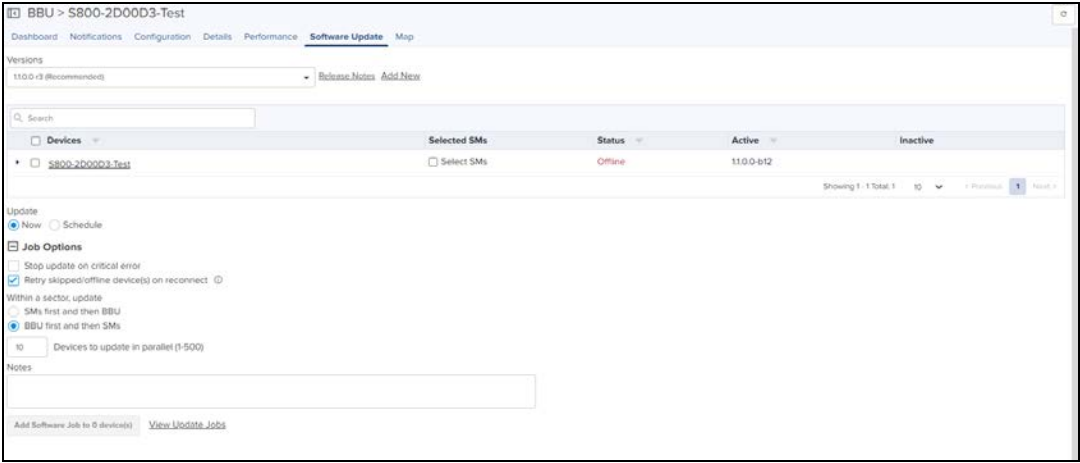 BBU > S800-2D00D3-Test
Dashboard Notifications Configuration Details Performance Software Update Map
Versions
1.1.0.0-r3 (Recommended) Release Notes Add New
Search
Devices Selected SMs Status Active Inactive
S800-2D00D3-Test Select SMs Offline 1.1.0.0-b12
Showing 1 - 1 Total: 1 10 < Previous 1 Next >
Update
Now Schedule
Job Options
Stop update on critical error
Retry skipped/offline device(s) on reconnect
Within a sector, update
SMs first and then BBU
BBU first and then SMs
10 Devices to update in parallel (1-500)
Notes
Add Software Job to 0 device(s) View Update Jobs